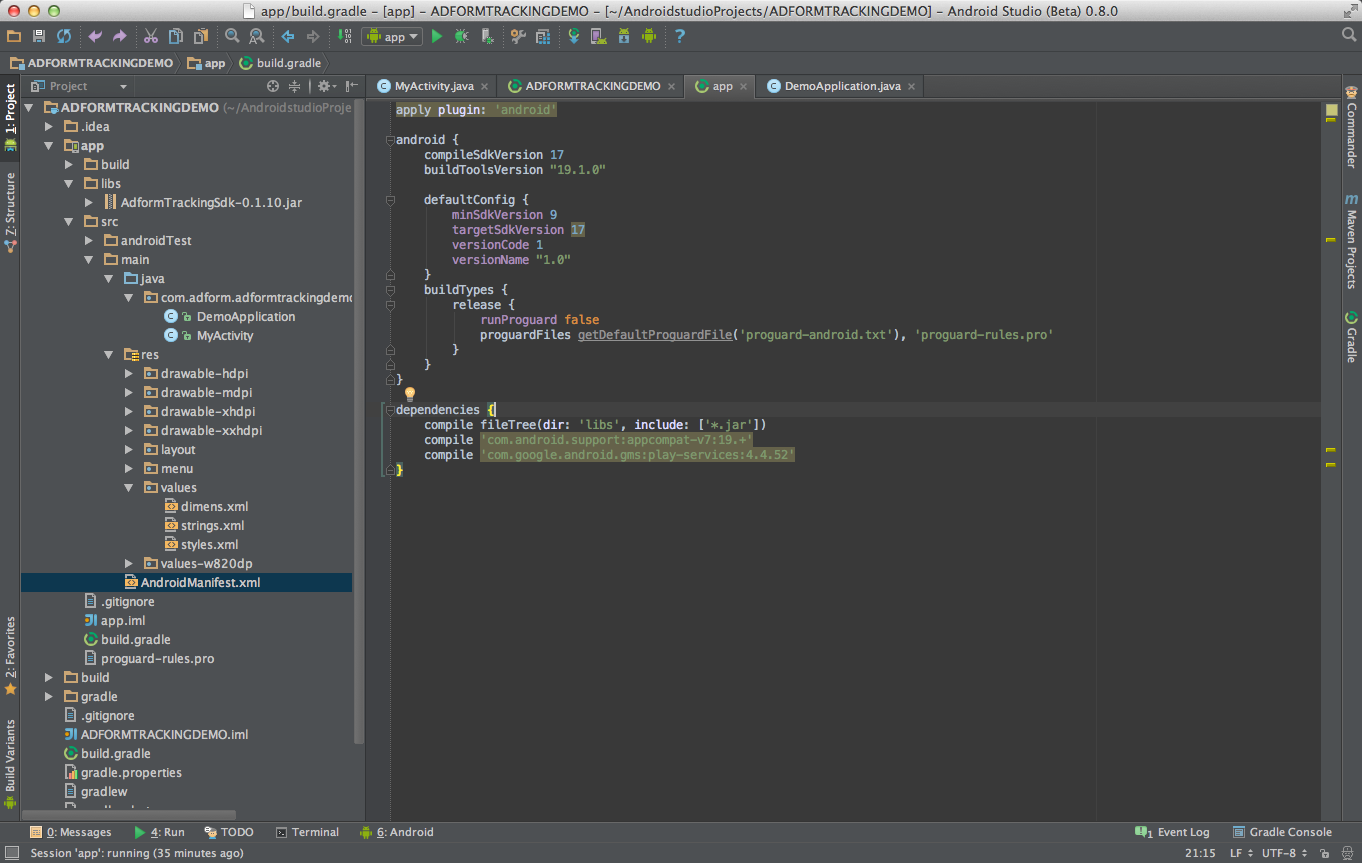 app/build.gradle - [app] - ADFORMTRACKINGDEMO - [~/AndroidstudioProjects/ADFORMTRACKINGDEMO] - Android Studio (Beta) 0.8.0
app
ADFORMTRACKINGDEMO app build.gradle
Project
MyActivity.java ADFORMTRACKINGDEMO app DemoApplication.java
1: Project
Z: Structure
2: Favorites
Build Variants
ADFORMTRACKINGDEMO (~/AndroidstudioProje
.idea
app
build
libs
AdformTrackingSdk-0.1.10.jar
src
androidTest
main
java
com.adform.adformtrackingdemo
DemoApplication
MyActivity
res
drawable-hdpi
drawable-mdpi
drawable-xhdpi
drawable-xxhdpi
layout
menu
values
dimens.xml
strings.xml
styles.xml
values-w820dp
AndroidManifest.xml
.gitignore
app.iml
build.gradle
proguard-rules.pro
build
gradle
.gitignore
ADFORMTRACKINGDEMO.iml
build.gradle
gradle.properties
gradlew
apply plugin: 'android'
android {
compileSdkVersion 17
buildToolsVersion "19.1.0"
defaultConfig {
minSdkVersion 9
targetSdkVersion 17
versionCode 1
versionName "1.0"
}
buildTypes {
release {
runProguard false
proguardFiles getDefaultProguardFile('proguard-android.txt'), 'proguard-rules.pro'
}
}
}
dependencies {
compile fileTree(dir: 'libs', include: ['*.jar'])
compile 'com.android.support:appcompat-v7:19.+'
compile 'com.google.android.gms:play-services:4.4.52'
}
Commander
Maven Projects
Gradle
0: Messages 4: Run TODO Terminal 6: Android 1 Event Log Gradle Console
Session 'app': running (35 minutes ago) 21:15 LF UTF-8